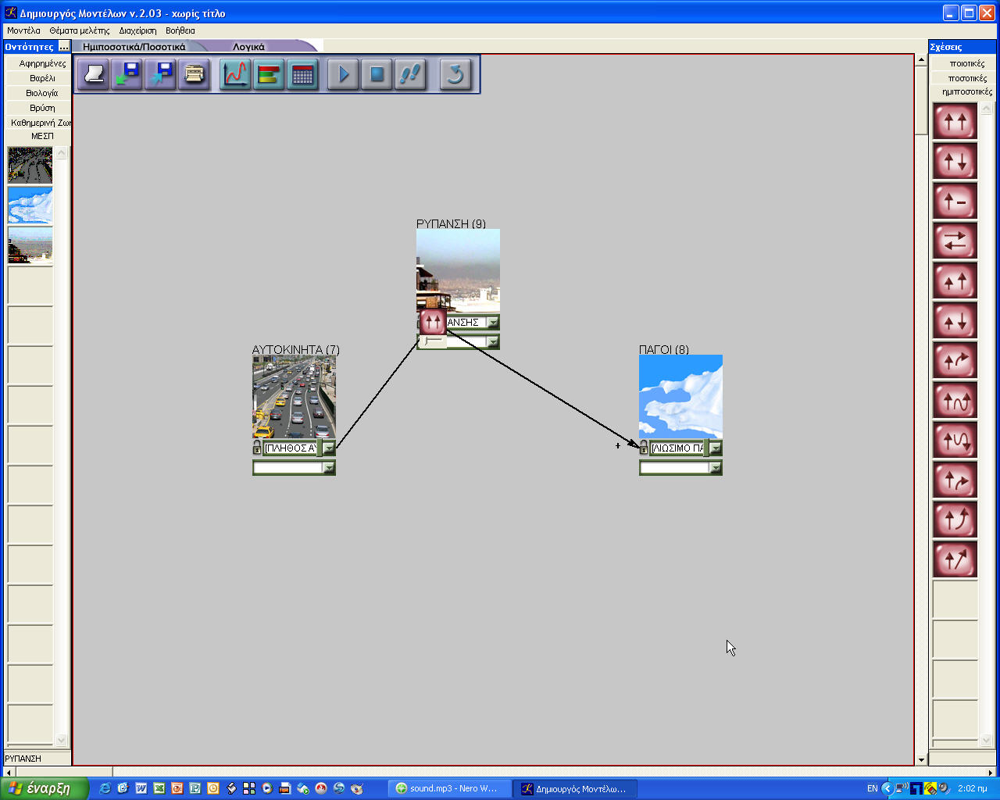 Δημιουργός Μοντέλων v.2.03 - χωρίς τίτλο
Μοντέλα Θέματα μελέτης Διαχείριση Βοήθεια
Οντότητες ...
Ημιποσοτικά/Ποσοτικά Λογικά
Σχέσεις
Αφηρημένες
Βαρέλι
Βιολογία
Βρύση
Καθημερινή Ζωή
ΜΕΣΠ
ποιοτικές
ποσοτικές
ημιποσοτικές
ΡΥΠΑΝΣΗ (9)
ΑΝΣΗΣ
ΑΥΤΟΚΙΝΗΤΑ (7)
[ΠΛΗΘΟΣ ΑΥ
ΠΑΓΟΙ (8)
+
[ΛΙΩΣΙΜΟ ΠΑ
ΡΥΠΑΝΣΗ
έναρξη
sound.mp3 - Nero W...
Δημιουργός Μοντέλω...
EN
2:02 πμ